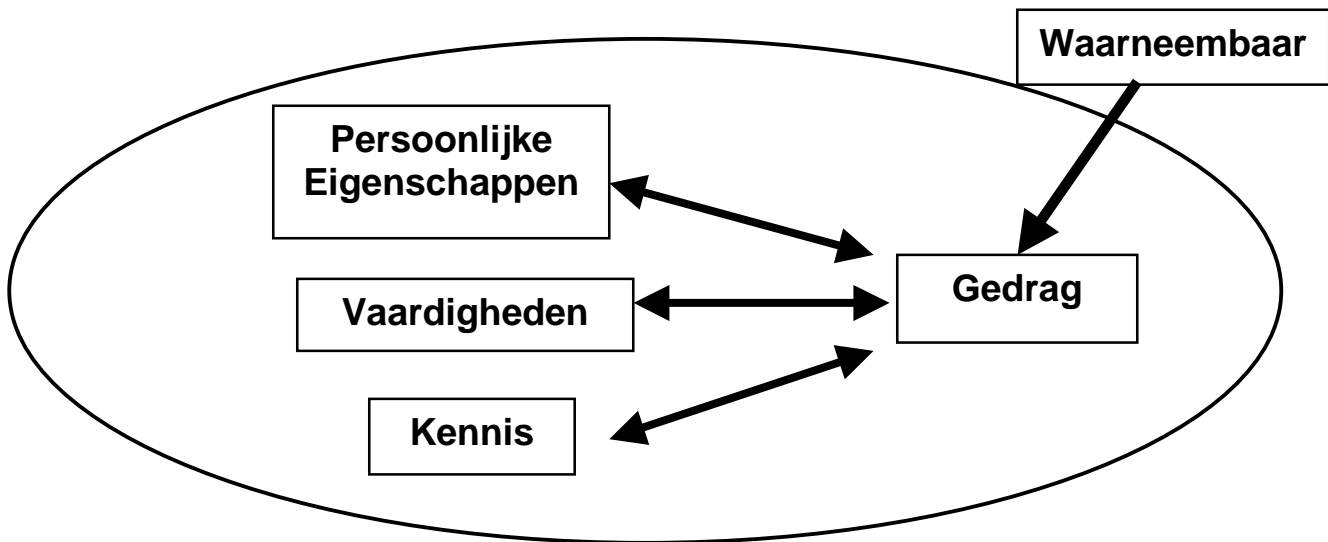 Waarneembaar
Persoonlijke
Eigenschappen
Gedrag
Vaardigheden
Kennis